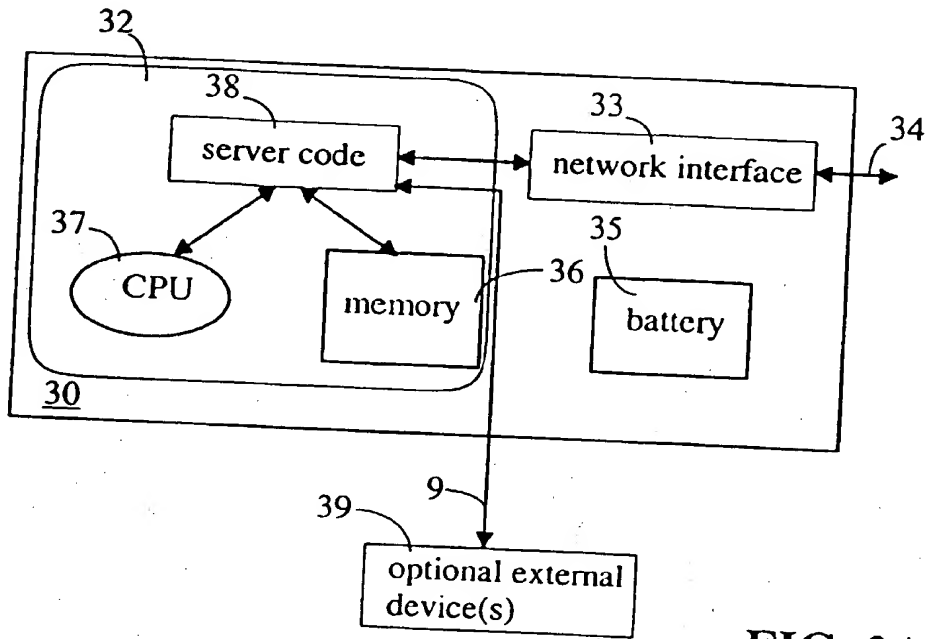 32
38
server code
33
network interface
34
37
CPU
memory
36
35
battery
30
9
39
optional external
device(s)